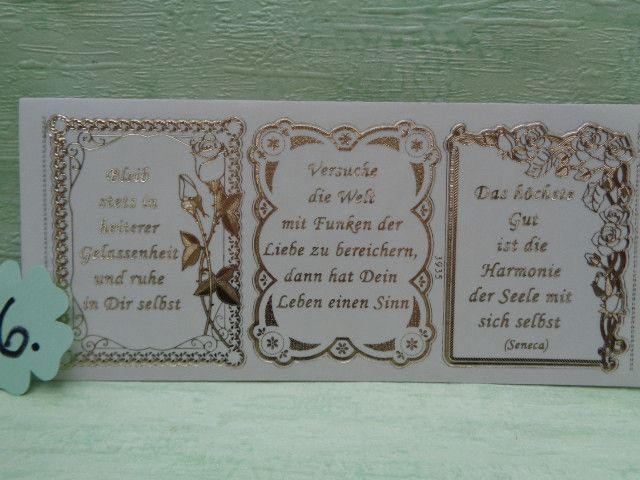 Bleib
stets in
heiterer
Gelassenheit
und ruhe
in Dir selbst
Versuche
die Welt
mit Funken der
Liebe zu bereichern,
dann hat Dein
Leben einen Sinn
3935
Das höchste
Gut
ist die
Harmonie
der Seele mit
sich selbst
(Seneca)
6.